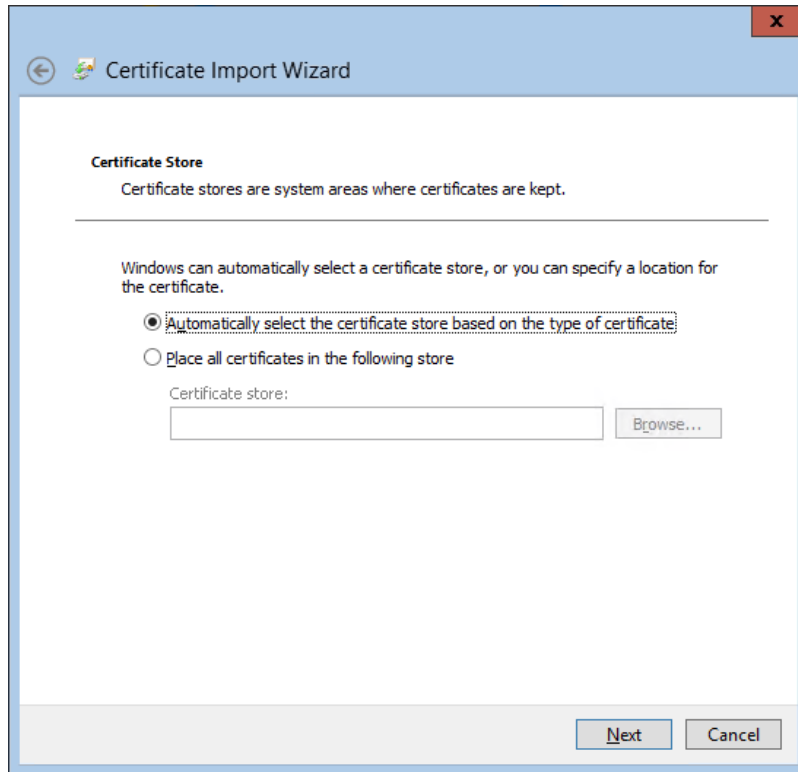 x
Certificate Import Wizard
Certificate Store
Certificate stores are system areas where certificates are kept.
Windows can automatically select a certificate store, or you can specify a location for
the certificate.
Automatically select the certificate store based on the type of certificate
Place all certificates in the following store
Certificate store:
Browse...
Next
Cancel